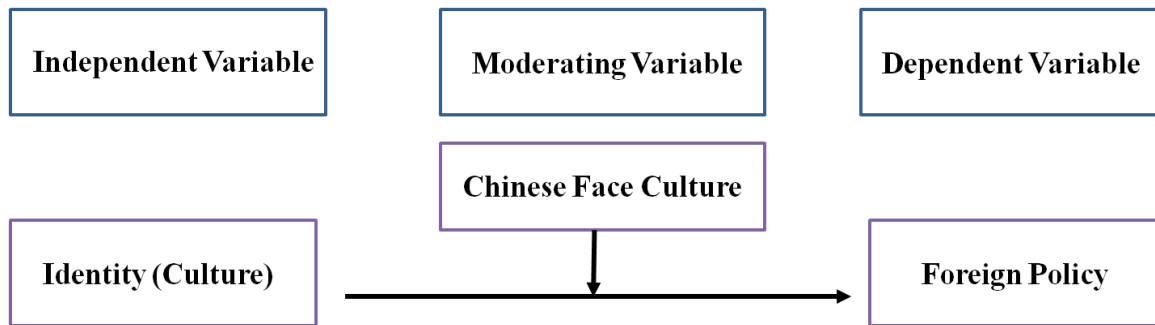 Independent Variable
Moderating Variable
Dependent Variable
Chinese Face Culture
Identity (Culture)
Foreign Policy